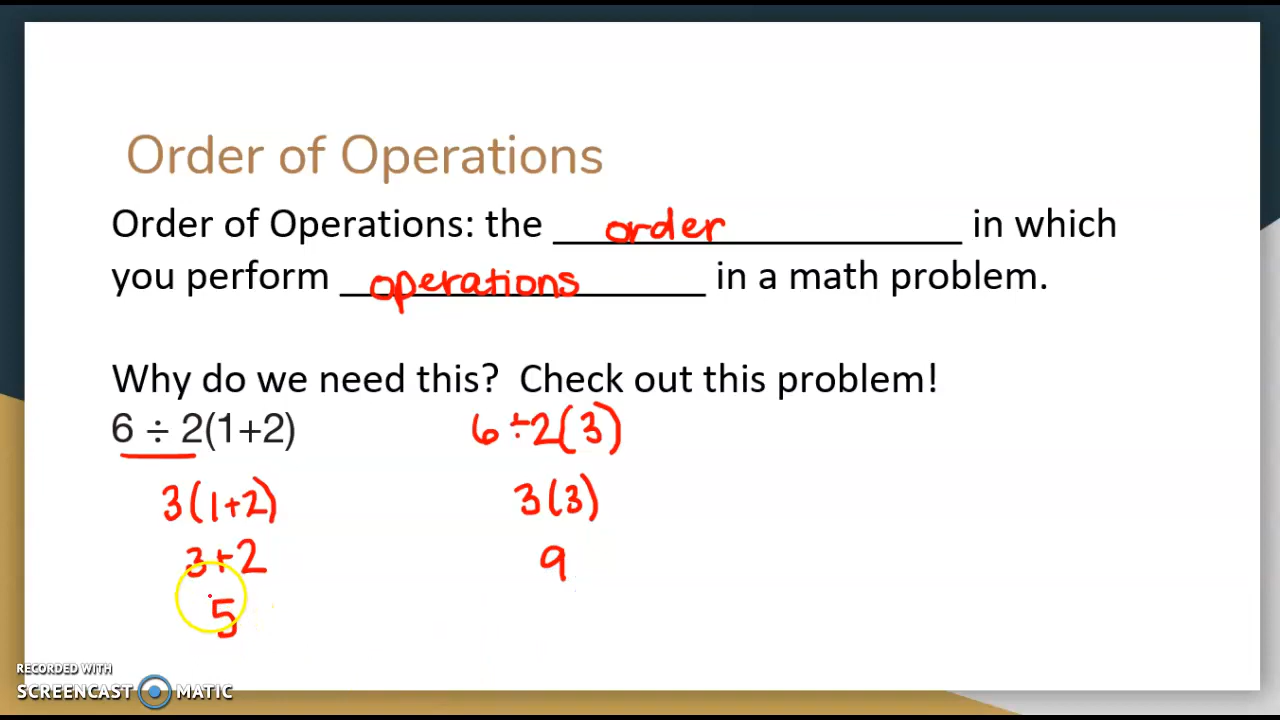 Order of Operations
Order of Operations: the order in which
you perform operations in a math problem.
Why do we need this? Check out this problem!
6 ÷ 2(1+2)
6÷2(3)
3(1+2)
3(3)
3+2
9
5
RECORDED WITH
SCREENCAST MATIC